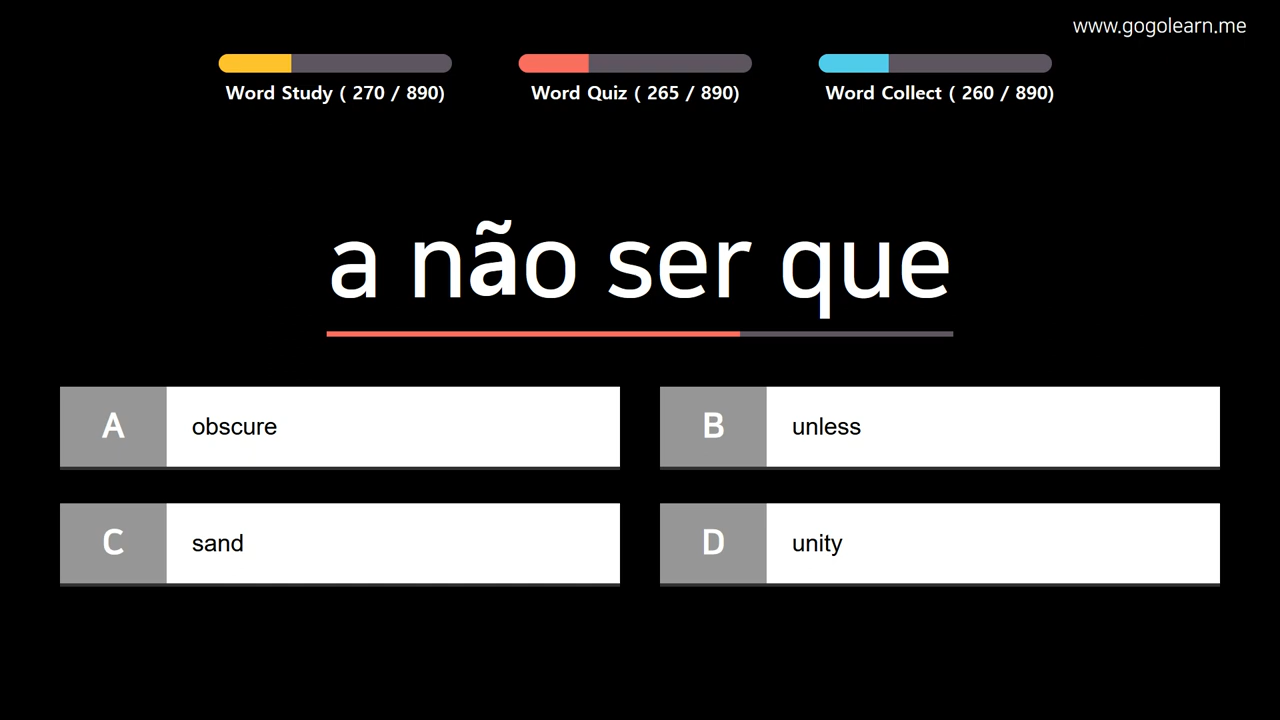 www.gogolearn.me
Word Study ( 270 / 890)
Word Quiz ( 265 / 890)
Word Collect ( 260 / 890)
a não ser que
A obscure
B unless
C sand
D unity